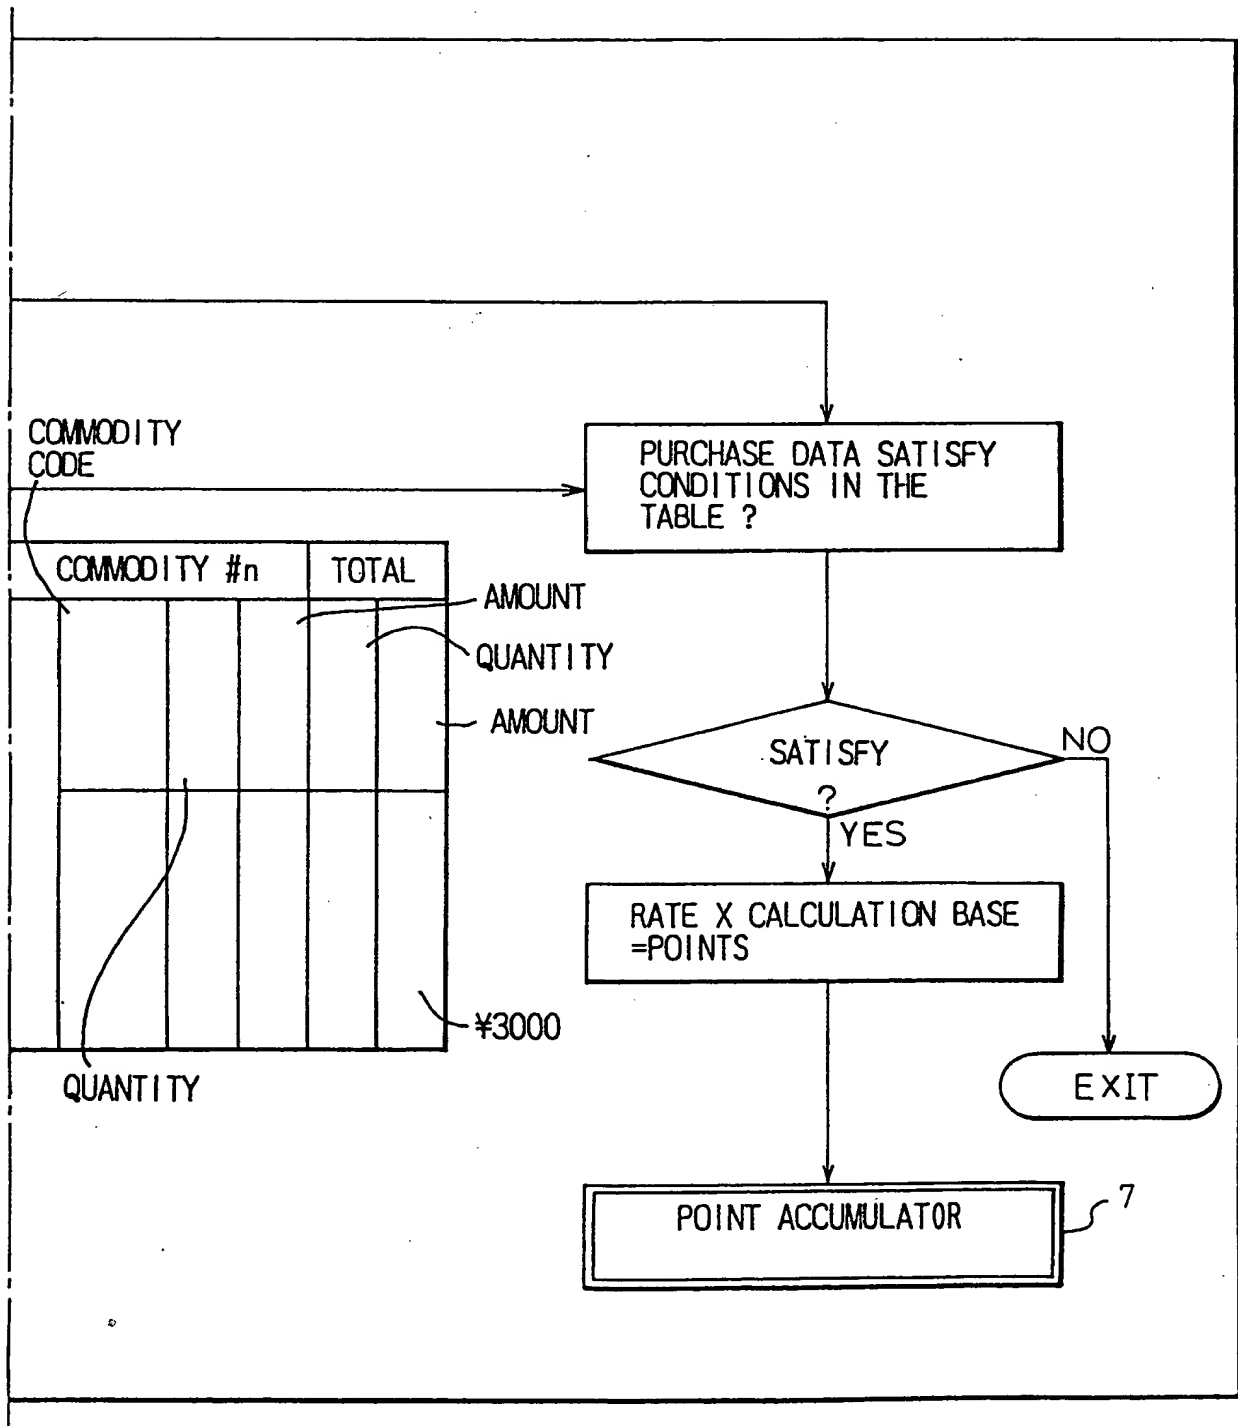 COMMODITY
CODE
PURCHASE DATA SATISFY
CONDITIONS IN THE
TABLE ?
COMMODITY #n
TOTAL
AMOUNT
QUANTITY
AMOUNT
SATISFY
?
NO
YES
RATE X CALCULATION BASE
=POINTS
¥3000
QUANTITY
EXIT
POINT ACCUMULATOR
7